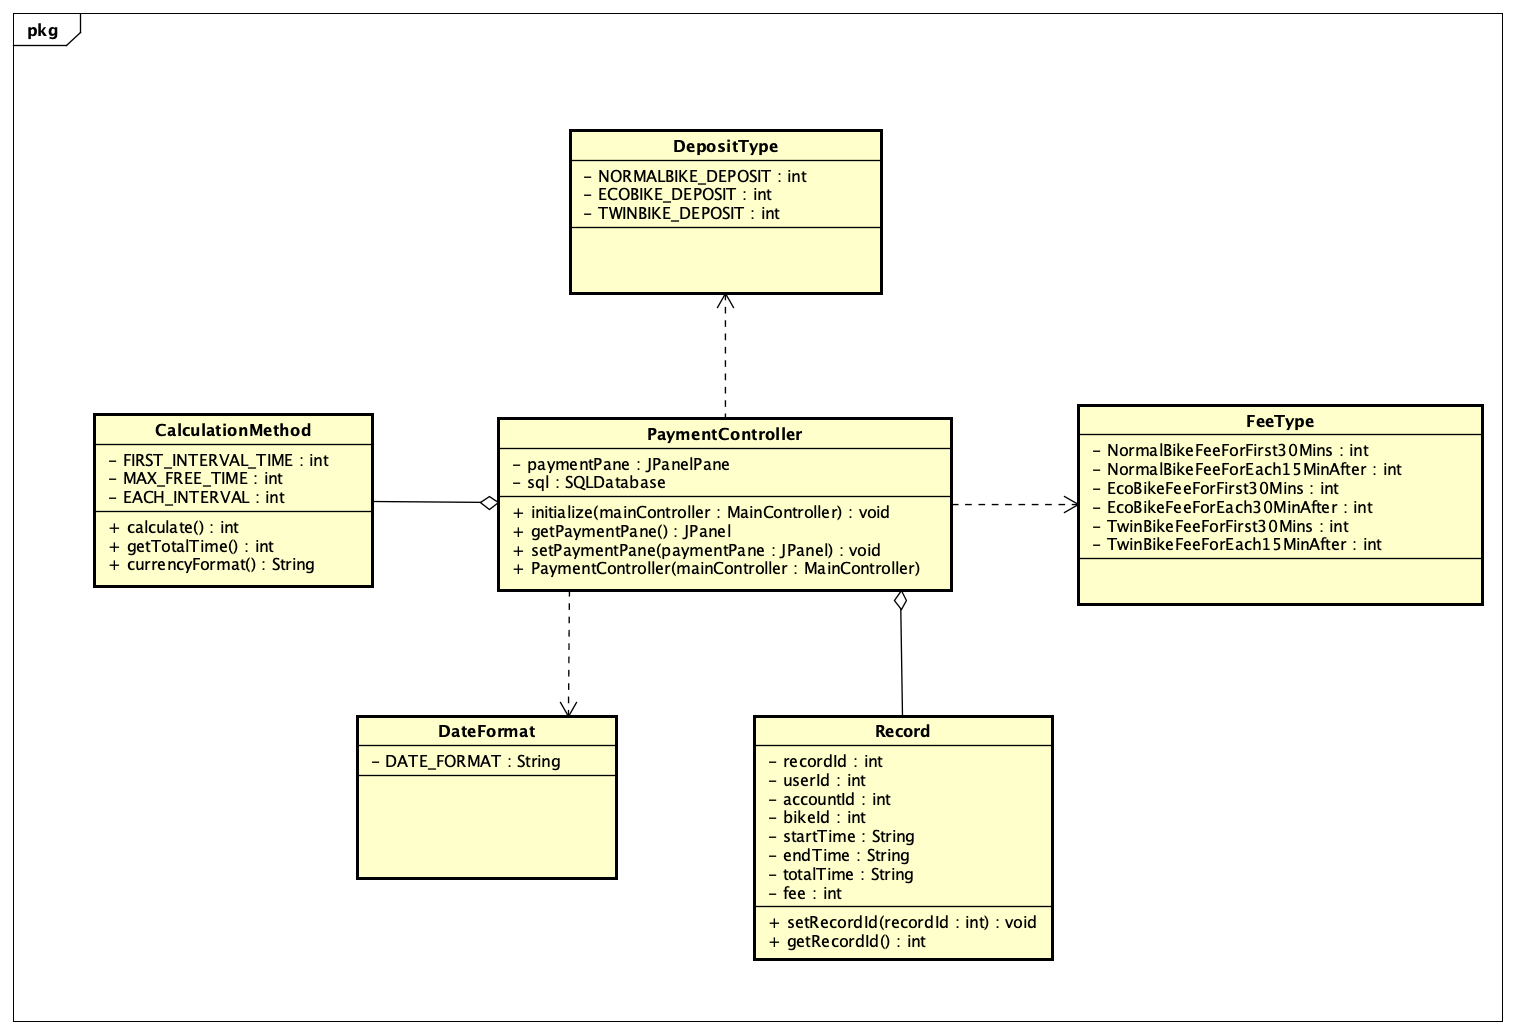 pkg
DepositType
- NORMALBIKE_DEPOSIT : int
- ECOBIKE_DEPOSIT : int
- TWINBIKE_DEPOSIT : int
CalculationMethod
- FIRST_INTERVAL_TIME : int
- MAX_FREE_TIME : int
- EACH_INTERVAL : int
+ calculate() : int
+ getTotalTime() : int
+ currencyFormat() : String
PaymentController
- paymentPane : JPanelPane
- sql : SQLDatabase
+ initialize(mainController : MainController) : void
+ getPaymentPane() : JPanel
+ setPaymentPane(paymentPane : JPanel) : void
+ PaymentController(mainController : MainController)
FeeType
- NormalBikeFeeForFirst30Mins : int
- NormalBikeFeeForEach15MinAfter : int
- EcoBikeFeeForFirst30Mins : int
- EcoBikeFeeForEach30MinAfter : int
- TwinBikeFeeForFirst30Mins : int
- TwinBikeFeeForEach15MinAfter : int
DateFormat
- DATE_FORMAT : String
Record
- recordId : int
- userId : int
- accountId : int
- bikeId : int
- startTime : String
- endTime : String
- totalTime : String
- fee : int
+ setRecordId(recordId : int) : void
+ getRecordId() : int